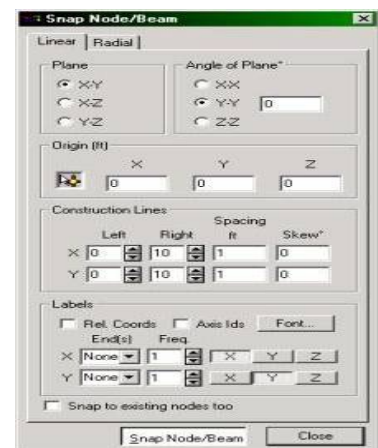 Snap Node/Beam
Linear Radial
Plane Angle of Plane°
X-Y X-X
X-Z Y-Y 0
Y-Z Z-Z
Origin (ft)
X Y Z
0 0 0
Construction Lines
Spacing
Left Right ft Skew°
X 0 10 1 0
Y 0 10 1 0
Labels
Rel. Coords Axis Ids Font...
End(s) Freq.
X None 1 X Y Z
Y None 1 X Y Z
Snap to existing nodes too
Snap Node/Beam Close